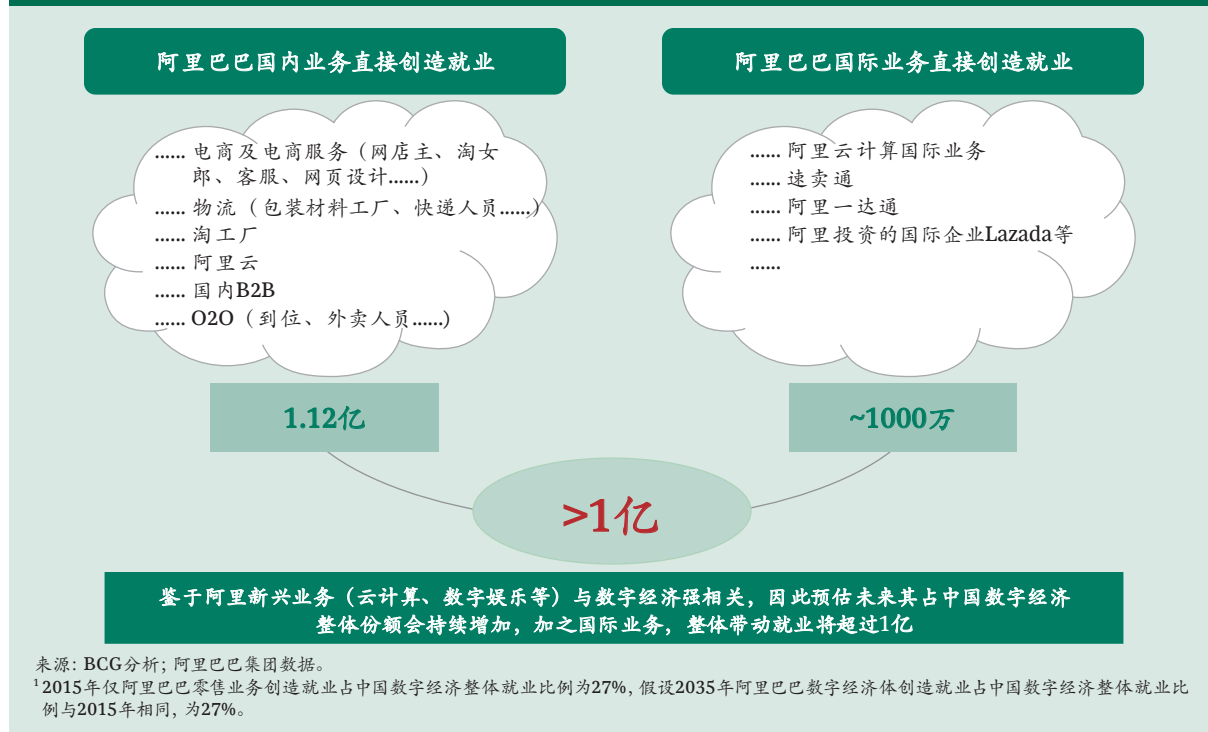 阿里巴巴国内业务直接创造就业
...... 电商及电商服务（网店主、淘女
郎、客服、网页设计......）
...... 物流（包装材料工厂、快递人员......）
...... 淘工厂
...... 阿里云
...... 国内B2B
...... O2O（到位、外卖人员......）
1.12亿
阿里巴巴国际业务直接创造就业
...... 阿里云计算国际业务
...... 速卖通
...... 阿里一达通
...... 阿里投资的国际企业Lazada等
......
~1000万
>1亿
鉴于阿里新兴业务（云计算、数字娱乐等）与数字经济强相关，因此预估未来其占中国数字经济
整体份额会持续增加，加之国际业务，整体带动就业将超过1亿
来源: BCG分析; 阿里巴巴集团数据。
¹ 2015年仅阿里巴巴零售业务创造就业占中国数字经济整体就业比例为27%, 假设2035年阿里巴巴数字经济体创造就业占中国数字经济整体就业比
例与2015年相同, 为27%。